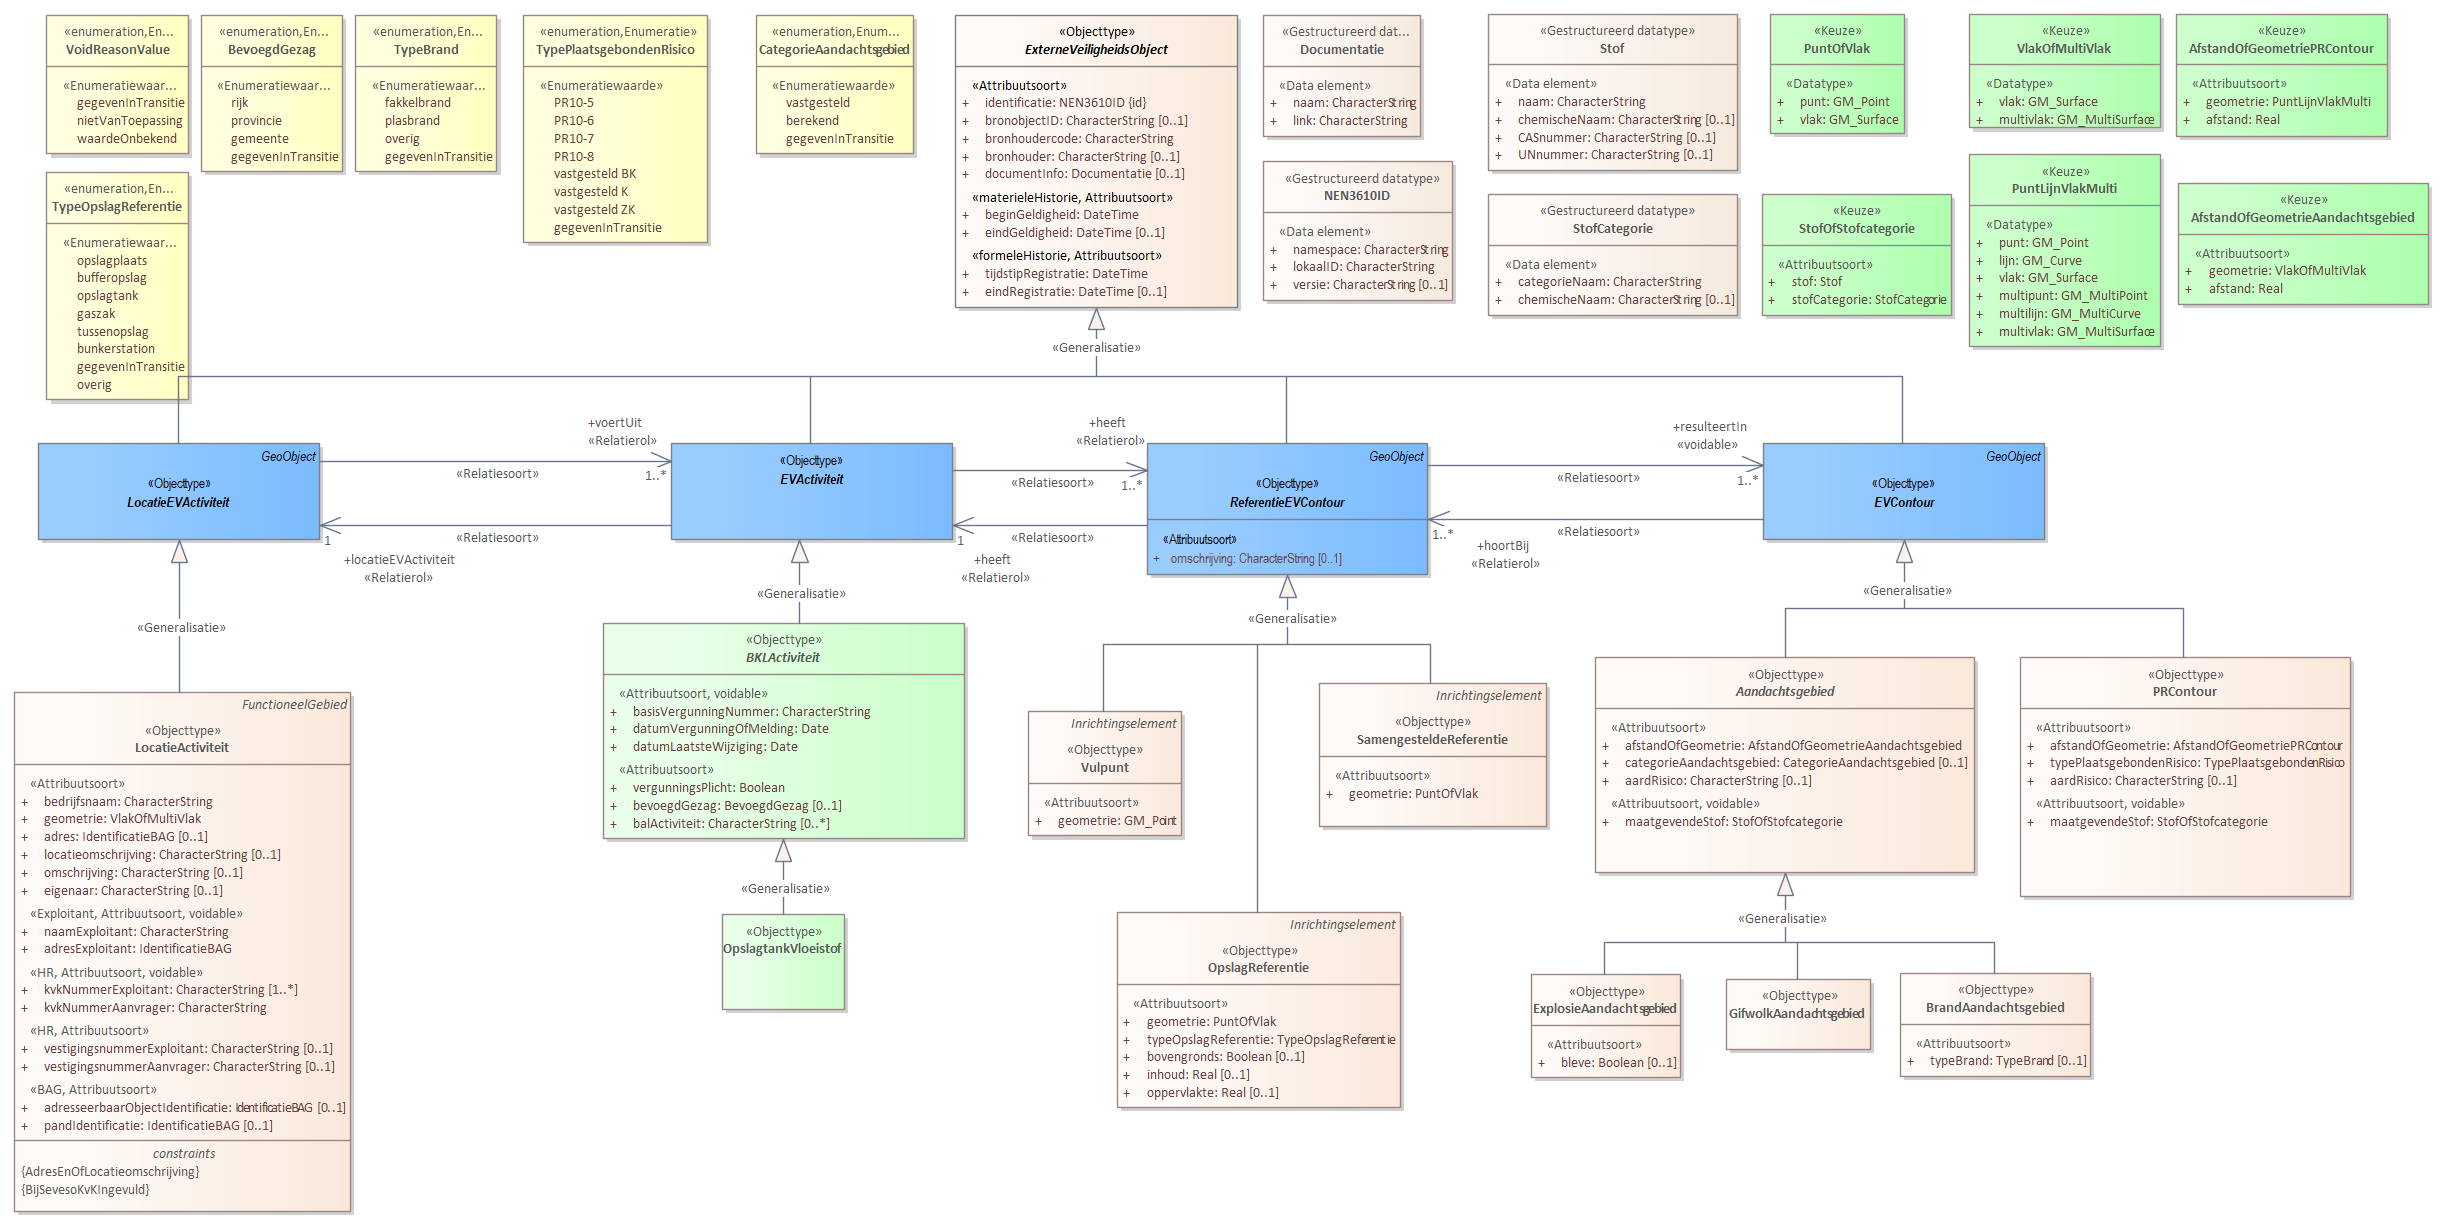 «enumeration,En...
VoidReasonValue
«Enumeratiewaar...
gegevenInTransitie
nietVanToepassing
waardeOnbekend
«enumeration,En...
BevoegdGezag
«Enumeratiewaar...
rijk
provincie
gemeente
gegevenInTransitie
«enumeration,En...
TypeBrand
«Enumeratiewaar...
fakkelbrand
plasbrand
overig
gegevenInTransitie
«enumeration,Enumeratie»
TypePlaatsgebondenRisico
«Enumeratiewaarde»
PR10-5
PR10-6
PR10-7
PR10-8
vastgesteld BK
vastgesteld K
vastgesteld ZK
gegevenInTransitie
«enumeration,Enum...
CategorieAandachtsgebied
«Enumeratiewaarde»
vastgesteld
berekend
gegevenInTransitie
«Objecttype»
ExterneVeiligheidsObject
«Attribuutsoort»
+ identificatie: NEN3610ID {id}
+ bronobjectID: CharacterString [0..1]
+ bronhoudercode: CharacterString
+ bronhouder: CharacterString [0..1]
+ documentInfo: Documentatie [0..1]
«materieleHistorie, Attribuutsoort»
+ beginGeldigheid: DateTime
+ eindGeldigheid: DateTime [0..1]
«formeleHistorie, Attribuutsoort»
+ tijdstipRegistratie: DateTime
+ eindRegistratie: DateTime [0..1]
«Gestructureerd dat...
Documentatie
«Data element»
+ naam: CharacterString
+ link: CharacterString
«Gestructureerd datatype»
NEN3610ID
«Data element»
+ namespace: CharacterString
+ lokaalID: CharacterString
+ versie: CharacterString [0..1]
«Gestructureerd datatype»
Stof
«Data element»
+ naam: CharacterString
+ chemischeNaam: CharacterString [0..1]
+ CASnummer: CharacterString [0..1]
+ UNnummer: CharacterString [0..1]
«Gestructureerd datatype»
StofCategorie
«Data element»
+ categorieNaam: CharacterString
+ chemischeNaam: CharacterString [0..1]
«Keuze»
PuntOfVlak
«Datatype»
+ punt: GM_Point
+ vlak: GM_Surface
«Keuze»
StofOfStofcategorie
«Attribuutsoort»
+ stof: Stof
+ stofCategorie: StofCategorie
«Keuze»
VlakOfMultiVlak
«Datatype»
+ vlak: GM_Surface
+ multivlak: GM_MultiSurface
«Keuze»
PuntLijnVlakMulti
«Datatype»
+ punt: GM_Point
+ lijn: GM_Curve
+ vlak: GM_Surface
+ multipunt: GM_MultiPoint
+ multilijn: GM_MultiCurve
+ multivlak: GM_MultiSurface
«Keuze»
AfstandOfGeometriePRContour
«Attribuutsoort»
+ geometrie: PuntLijnVlakMulti
+ afstand: Real
«Keuze»
AfstandOfGeometrieAandachtsgebied
«Attribuutsoort»
+ geometrie: VlakOfMultiVlak
+ afstand: Real
«enumeration,En...
TypeOpslagReferentie
«Enumeratiewaar...
opslagplaats
bufferopslag
opslagtank
gaszak
tussenopslag
bunkerstation
gegevenInTransitie
overig
«Generalisatie»
GeoObject
«Objecttype»
LocatieEVActiviteit
+voertUit
«Relatierol»
«Relatiesoort»
1..*
«Relatiesoort»
1
+locatieEVActiviteit
«Relatierol»
«Objecttype»
EVActiviteit
+heeft
«Relatierol»
«Relatiesoort»
1..*
«Relatiesoort»
1
+heeft
«Relatierol»
GeoObject
«Objecttype»
ReferentieEVContour
«Attribuutsoort»
+ omschrijving: CharacterString [0..1]
+resulteertIn
«voidable»
«Relatiesoort»
1..*
«Relatiesoort»
1..*
+hoortBij
«Relatierol»
GeoObject
«Objecttype»
EVContour
«Generalisatie»
FunctioneelGebied
«Objecttype»
LocatieActiviteit
«Attribuutsoort»
+ bedrijfsnaam: CharacterString
+ geometrie: VlakOfMultiVlak
+ adres: IdentificatieBAG [0..1]
+ locatieomschrijving: CharacterString [0..1]
+ omschrijving: CharacterString [0..1]
+ eigenaar: CharacterString [0..1]
«Exploitant, Attribuutsoort, voidable»
+ naamExploitant: CharacterString
+ adresExploitant: IdentificatieBAG
«HR, Attribuutsoort, voidable»
+ kvkNummerExploitant: CharacterString [1..*]
+ kvkNummerAanvrager: CharacterString
«HR, Attribuutsoort»
+ vestigingsnummerExploitant: CharacterString [0..1]
+ vestigingsnummerAanvrager: CharacterString [0..1]
«BAG, Attribuutsoort»
+ adresseerbaarObjectIdentificatie: IdentificatieBAG [0..1]
+ pandIdentificatie: IdentificatieBAG [0..1]
constraints
{AdresEnOfLocatieomschrijving}
{BijSevesoKvKIngevuld}
«Generalisatie»
«Objecttype»
BKLActiviteit
«Attribuutsoort, voidable»
+ basisVergunningNummer: CharacterString
+ datumVergunningOfMelding: Date
+ datumLaatsteWijziging: Date
«Attribuutsoort»
+ vergunningsPlicht: Boolean
+ bevoegdGezag: BevoegdGezag [0..1]
+ balActiviteit: CharacterString [0..*]
«Generalisatie»
«Objecttype»
OpslagtankVloeistof
«Generalisatie»
Inrichtingselement
«Objecttype»
Vulpunt
«Attribuutsoort»
+ geometrie: GM_Point
Inrichtingselement
«Objecttype»
SamengesteldeReferentie
«Attribuutsoort»
+ geometrie: PuntOfVlak
Inrichtingselement
«Objecttype»
OpslagReferentie
«Attribuutsoort»
+ geometrie: PuntOfVlak
+ typeOpslagReferentie: TypeOpslagReferentie
+ bovengronds: Boolean [0..1]
+ inhoud: Real [0..1]
+ oppervlakte: Real [0..1]
«Generalisatie»
«Objecttype»
Aandachtsgebied
«Attribuutsoort»
+ afstandOfGeometrie: AfstandOfGeometrieAandachtsgebied
+ categorieAandachtsgebied: CategorieAandachtsgebied [0..1]
+ aardRisico: CharacterString [0..1]
«Attribuutsoort, voidable»
+ maatgevendeStof: StofOfStofcategorie
«Objecttype»
PRContour
«Attribuutsoort»
+ afstandOfGeometrie: AfstandOfGeometriePRContour
+ typePlaatsgebondenRisico: TypePlaatsgebondenRisico
+ aardRisico: CharacterString [0..1]
«Attribuutsoort, voidable»
+ maatgevendeStof: StofOfStofcategorie
«Generalisatie»
«Objecttype»
ExplosieAandachtsgebied
«Attribuutsoort»
+ bleve: Boolean [0..1]
«Objecttype»
GifwolkAandachtsgebied
«Objecttype»
BrandAandachtsgebied
«Attribuutsoort»
+ typeBrand: TypeBrand [0..1]